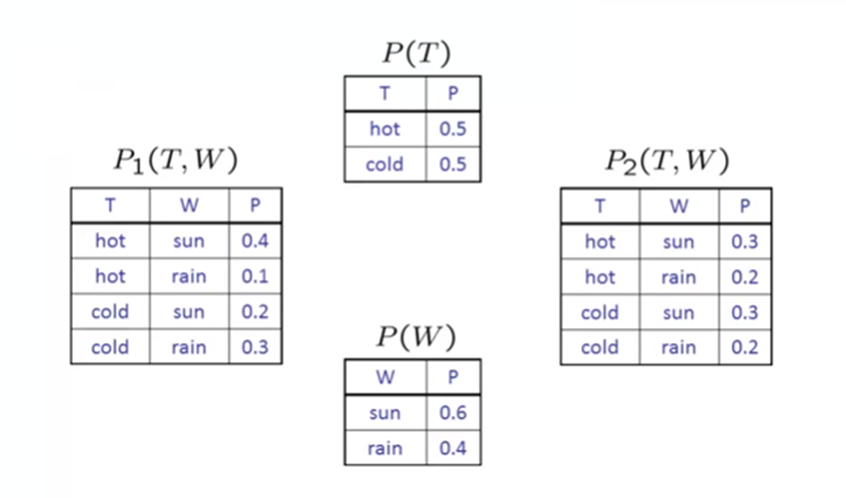 P(T)
T P
hot 0.5
cold 0.5
P₁(T,W)
T W P
hot sun 0.4
hot rain 0.1
cold sun 0.2
cold rain 0.3
P₂(T,W)
T W P
hot sun 0.3
hot rain 0.2
cold sun 0.3
cold rain 0.2
P(W)
W P
sun 0.6
rain 0.4